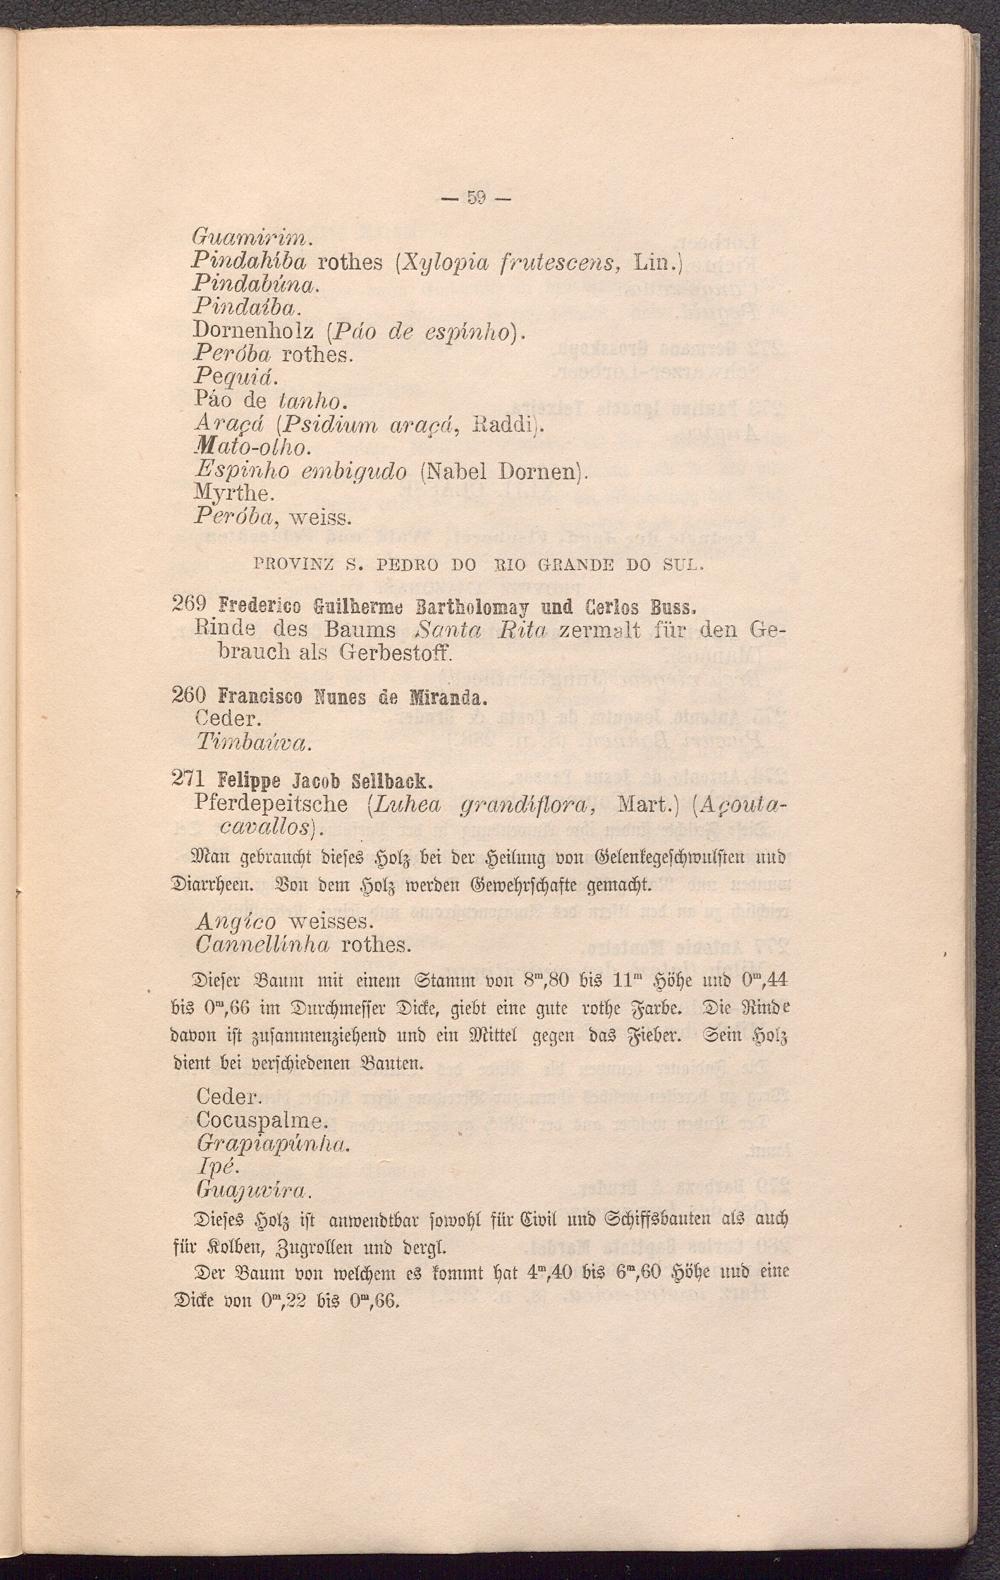 — 59 —
Guamirim.
Pindahíba rothes (Xylopia frutescens, Lin.)
Pindabúna.
Pindaíba.
Dornenholz (Páo de espínho).
Peróba rothes.
Pequiá.
Páo de tanho.
Araçá (Psidium araçá, Raddi).
Mato-olho.
Espinho embigudo (Nabel Dornen).
Myrthe.
Peróba, weiss.
PROVINZ S. PEDRO DO RIO GRANDE DO SUL.
269 Frederico Guilherme Bartholomay und Cerlos Buss.
Rinde des Baums Santa Rita zermalt für den Ge-
brauch als Gerbestoff.
260 Francisco Nunes de Miranda.
Ceder.
Timbaúva.
271 Felippe Jacob Sellback.
Pferdepeitsche (Luhea grandíflora, Mart.) (Açouta-
cavallos).
Man gebraucht dieses Holz bei der Heilung von Gelenkegeschwulsten und
Diarrheen. Von dem Holz werden Gewehrschafte gemacht.
Angíco weisses.
Cannellínha rothes.
Dieser Baum mit einem Stamm von 8ᵐ,80 bis 11ᵐ Höhe und 0ᵐ,44
bis 0ᵐ,66 im Durchmesser Dicke, giebt eine gute rothe Farbe. Die Rinde
davon ist zusammenziehend und ein Mittel gegen das Fieber. Sein Holz
dient bei verschiedenen Bauten.
Ceder.
Cocuspalme.
Grapiapúnha.
Ipé.
Guajuvíra.
Dieses Holz ist anwendtbar sowohl für Civil und Schiffsbauten als auch
für Kolben, Zugrollen und dergl.
Der Baum von welchem es kommt hat 4ᵐ,40 bis 6ᵐ,60 Höhe und eine
Dicke von 0ᵐ,22 bis 0ᵐ,66.